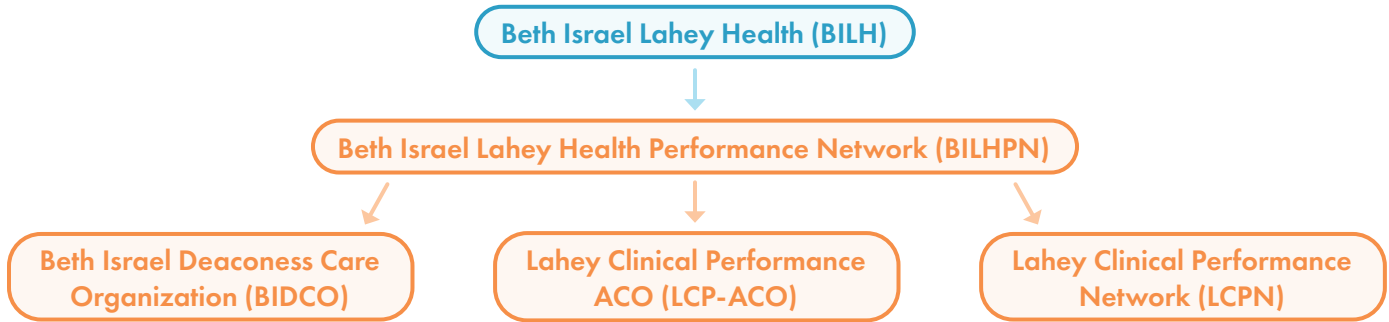 Beth Israel Lahey Health (BILH)
Beth Israel Lahey Health Performance Network (BILHPN)
Beth Israel Deaconess Care
Organization (BIDCO)
Lahey Clinical Performance
ACO (LCP-ACO)
Lahey Clinical Performance
Network (LCPN)